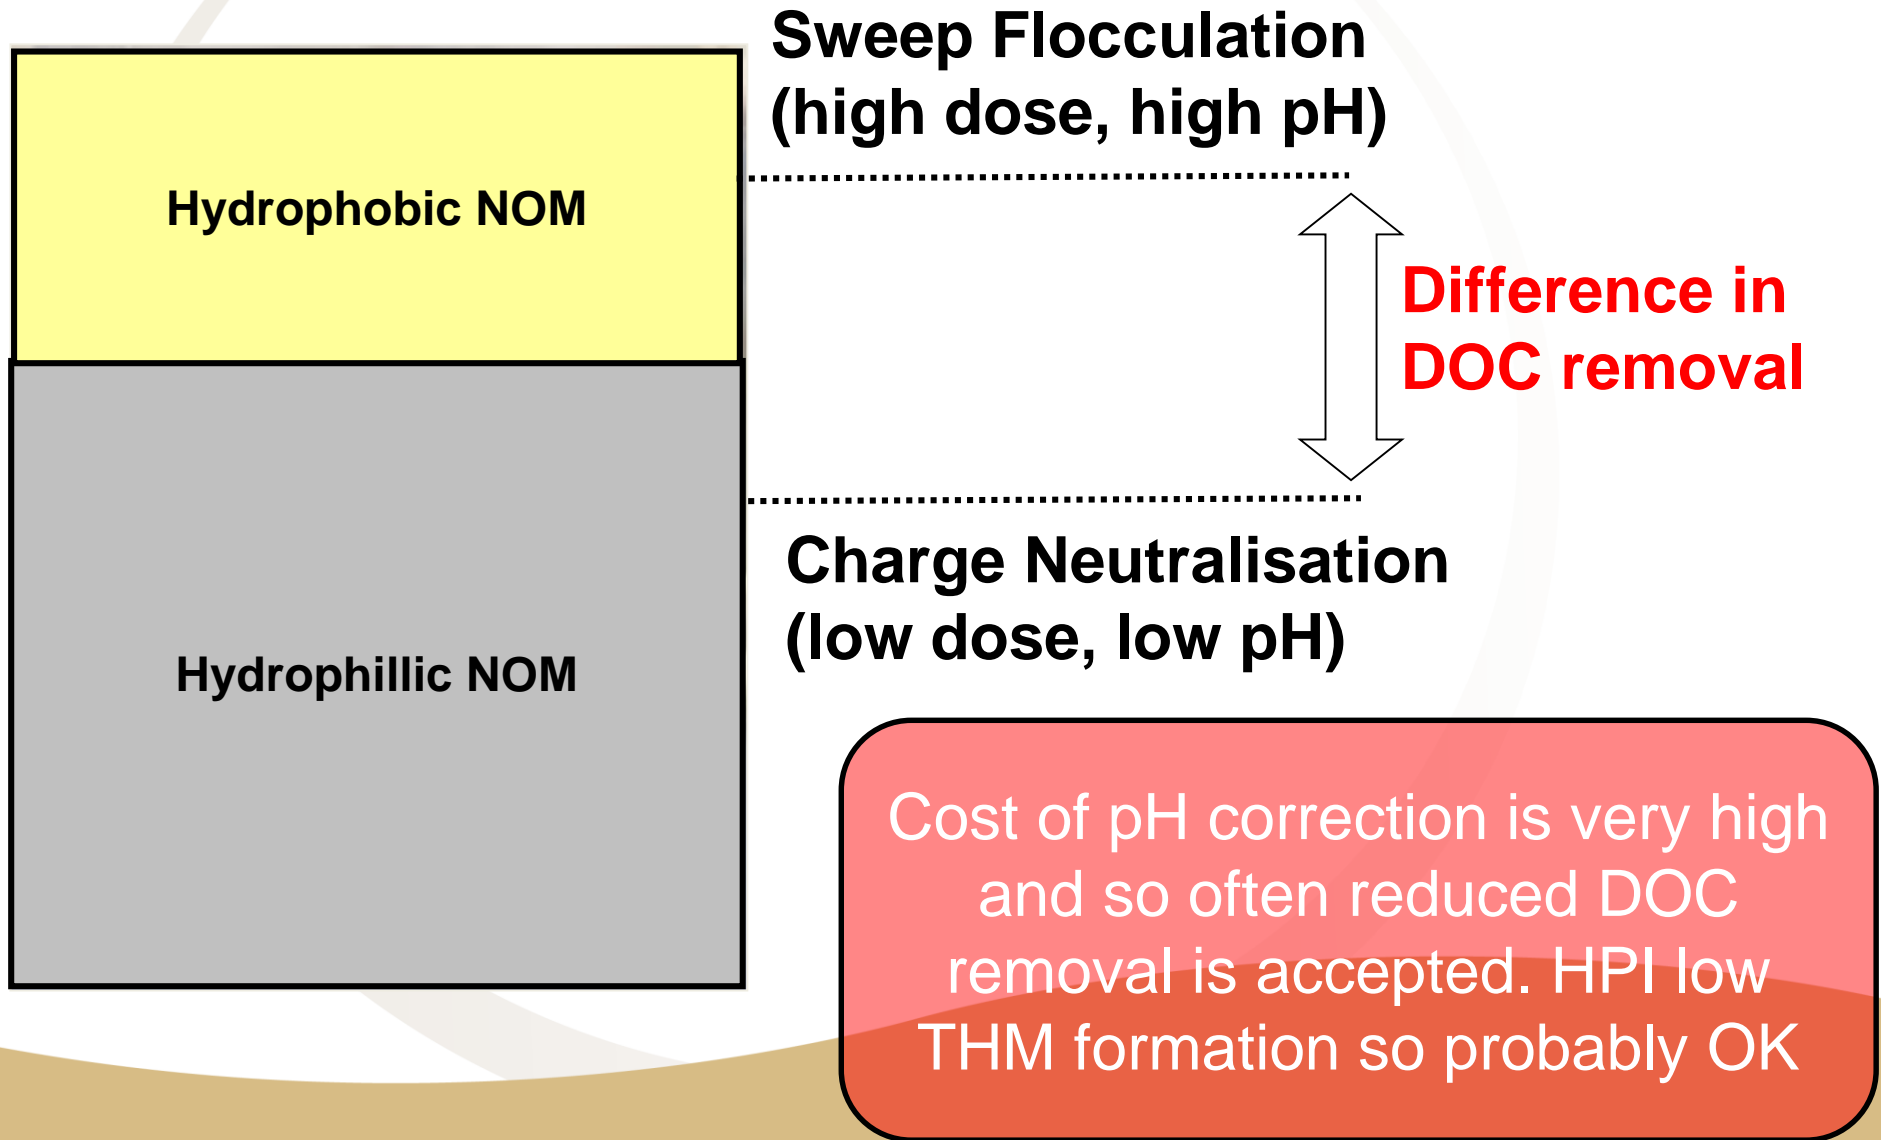 Sweep Flocculation
(high dose, high pH)
Hydrophobic NOM
Difference in
DOC removal
Charge Neutralisation
(low dose, low pH)
Hydrophillic NOM
Cost of pH correction is very high
and so often reduced DOC
removal is accepted. HPI low
THM formation so probably OK